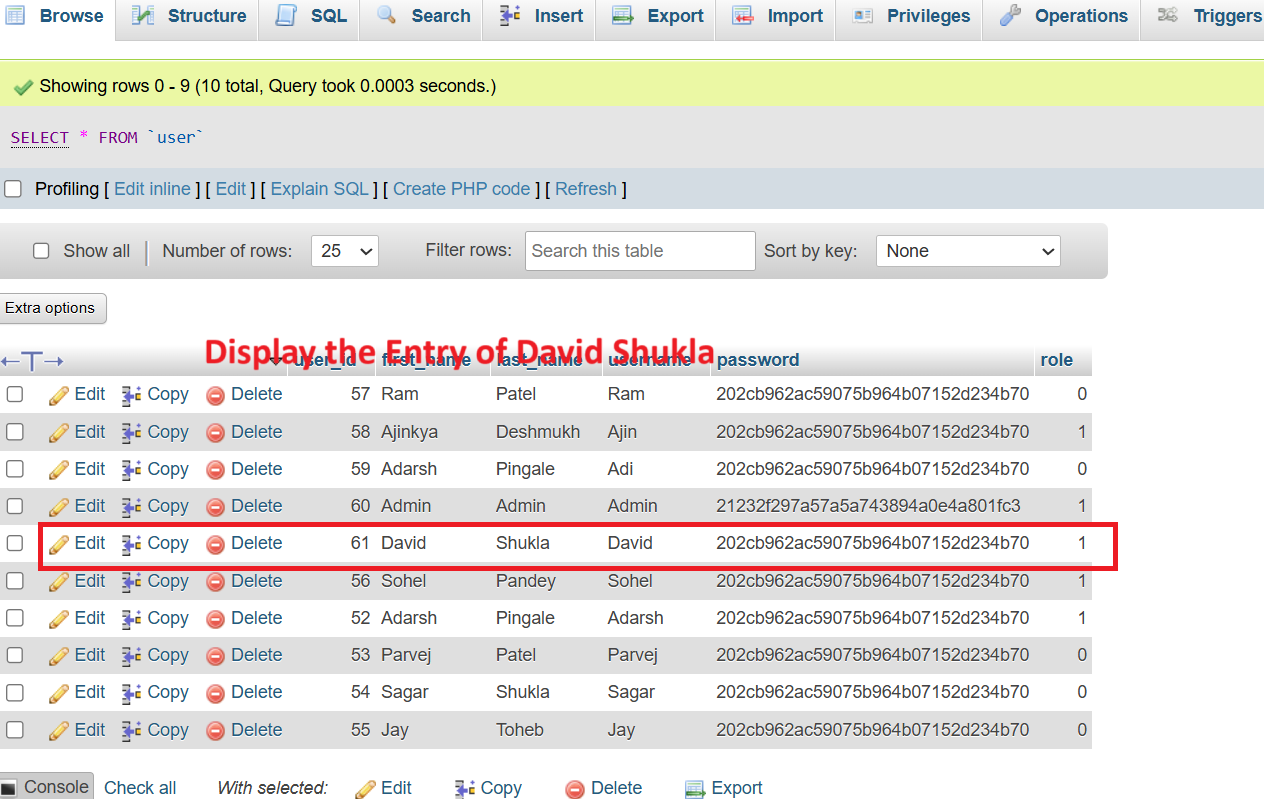 Browse Structure SQL Search Insert Export Import Privileges Operations Triggers
Showing rows 0 - 9 (10 total, Query took 0.0003 seconds.)
SELECT * FROM `user`
Profiling [ Edit inline ] [ Edit ] [ Explain SQL ] [ Create PHP code ] [ Refresh ]
Show all Number of rows: 25 Filter rows: Search this table Sort by key: None
Extra options
Display the Entry of David Shukla
user_id first_name last_name username password role
Edit Copy Delete 57 Ram Patel Ram 202cb962ac59075b964b07152d234b70 0
Edit Copy Delete 58 Ajinkya Deshmukh Ajin 202cb962ac59075b964b07152d234b70 1
Edit Copy Delete 59 Adarsh Pingale Adi 202cb962ac59075b964b07152d234b70 0
Edit Copy Delete 60 Admin Admin Admin 21232f297a57a5a743894a0e4a801fc3 1
Edit Copy Delete 61 David Shukla David 202cb962ac59075b964b07152d234b70 1
Edit Copy Delete 56 Sohel Pandey Sohel 202cb962ac59075b964b07152d234b70 1
Edit Copy Delete 52 Adarsh Pingale Adarsh 202cb962ac59075b964b07152d234b70 1
Edit Copy Delete 53 Parvej Patel Parvej 202cb962ac59075b964b07152d234b70 0
Edit Copy Delete 54 Sagar Shukla Sagar 202cb962ac59075b964b07152d234b70 0
Edit Copy Delete 55 Jay Toheb Jay 202cb962ac59075b964b07152d234b70 0
Console Check all With selected: Edit Copy Delete Export